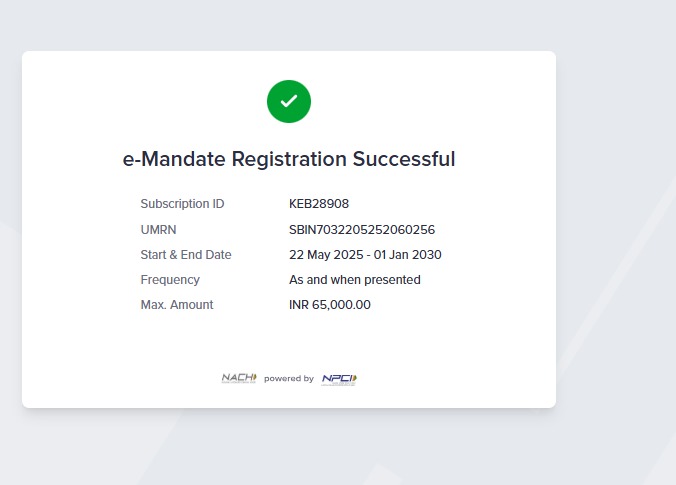 e-Mandate Registration Successful
Subscription ID KEB28908
UMRN SBIN7032205252060256
Start & End Date 22 May 2025 - 01 Jan 2030
Frequency As and when presented
Max. Amount INR 65,000.00
NACH powered by NPCI